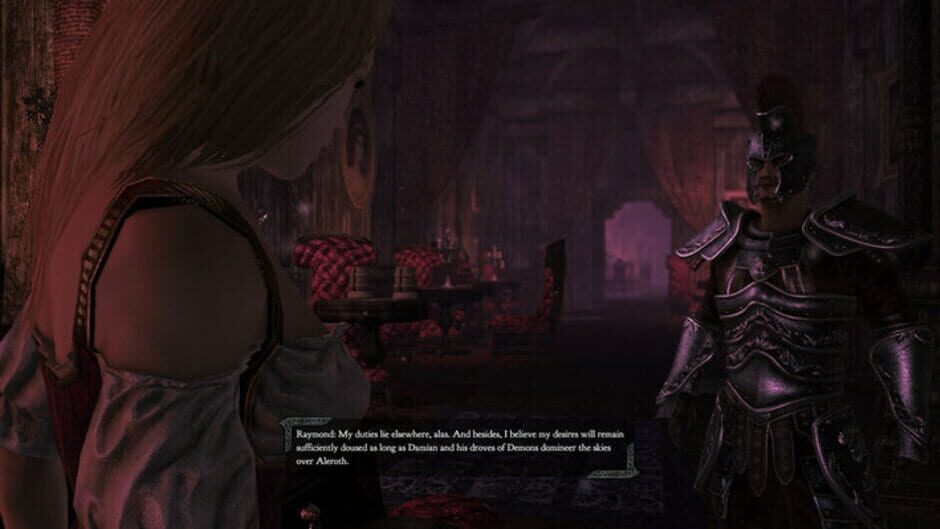 Raymond: My duties lie elsewhere, alas. And besides, I believe my desires will remain
sufficiently doused as long as Damian and his droves of Demons domineer the skies
over Aleroth.